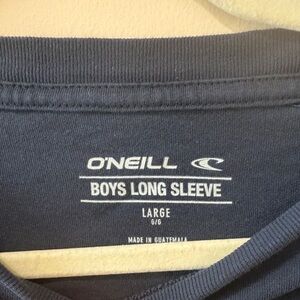 O'NEILL
BOYS LONG SLEEVE
LARGE
G/G
MADE IN GUATEMALA